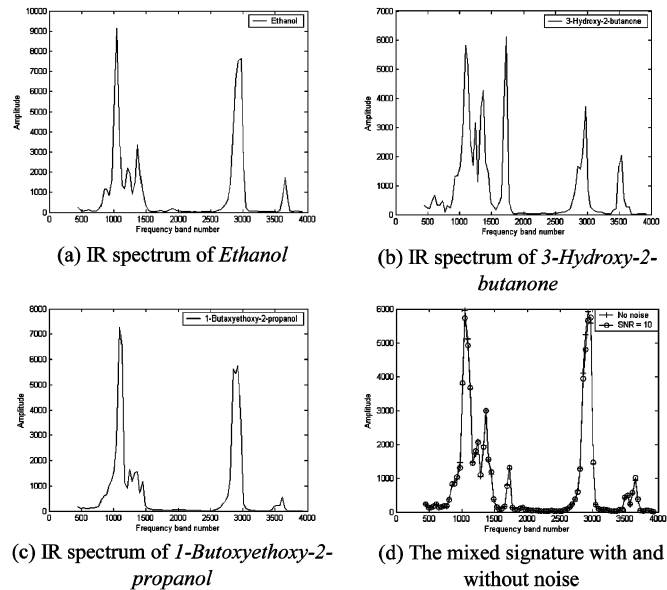 Ethanol
10000
9000
8000
7000
6000
5000
4000
3000
2000
1000
0
Amplitude
0 500 1000 1500 2000 2500 3000 3500 4000
Frequency band number
(a) IR spectrum of Ethanol
3-Hydroxy-2-butanone
7000
6000
5000
4000
3000
2000
1000
0
Amplitude
0 500 1000 1500 2000 2500 3000 3500 4000
Frequency band number
(b) IR spectrum of 3-Hydroxy-2-
butanone
1-Butaxyethoxy-2-propanol
8000
7000
6000
5000
4000
3000
2000
1000
0
Amplitude
0 500 1000 1500 2000 2500 3000 3500 4000
Frequency band number
(c) IR spectrum of 1-Butoxyethoxy-2-
propanol
No noise
SNR = 10
6000
5000
4000
3000
2000
1000
0
Amplitude
0 500 1000 1500 2000 2500 3000 3500 4000
Frequency band number
(d) The mixed signature with and
without noise